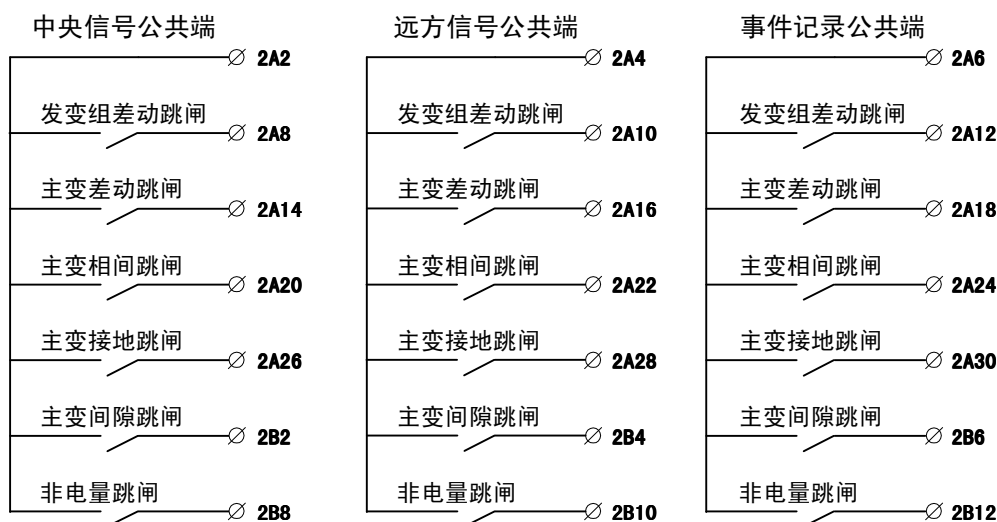 中央信号公共端
2A2
发变组差动跳闸
2A8
主变差动跳闸
2A14
主变相间跳闸
2A20
主变接地跳闸
2A26
主变间隙跳闸
2B2
非电量跳闸
2B8
远方信号公共端
2A4
发变组差动跳闸
2A10
主变差动跳闸
2A16
主变相间跳闸
2A22
主变接地跳闸
2A28
主变间隙跳闸
2B4
非电量跳闸
2B10
事件记录公共端
2A6
发变组差动跳闸
2A12
主变差动跳闸
2A18
主变相间跳闸
2A24
主变接地跳闸
2A30
主变间隙跳闸
2B6
非电量跳闸
2B12